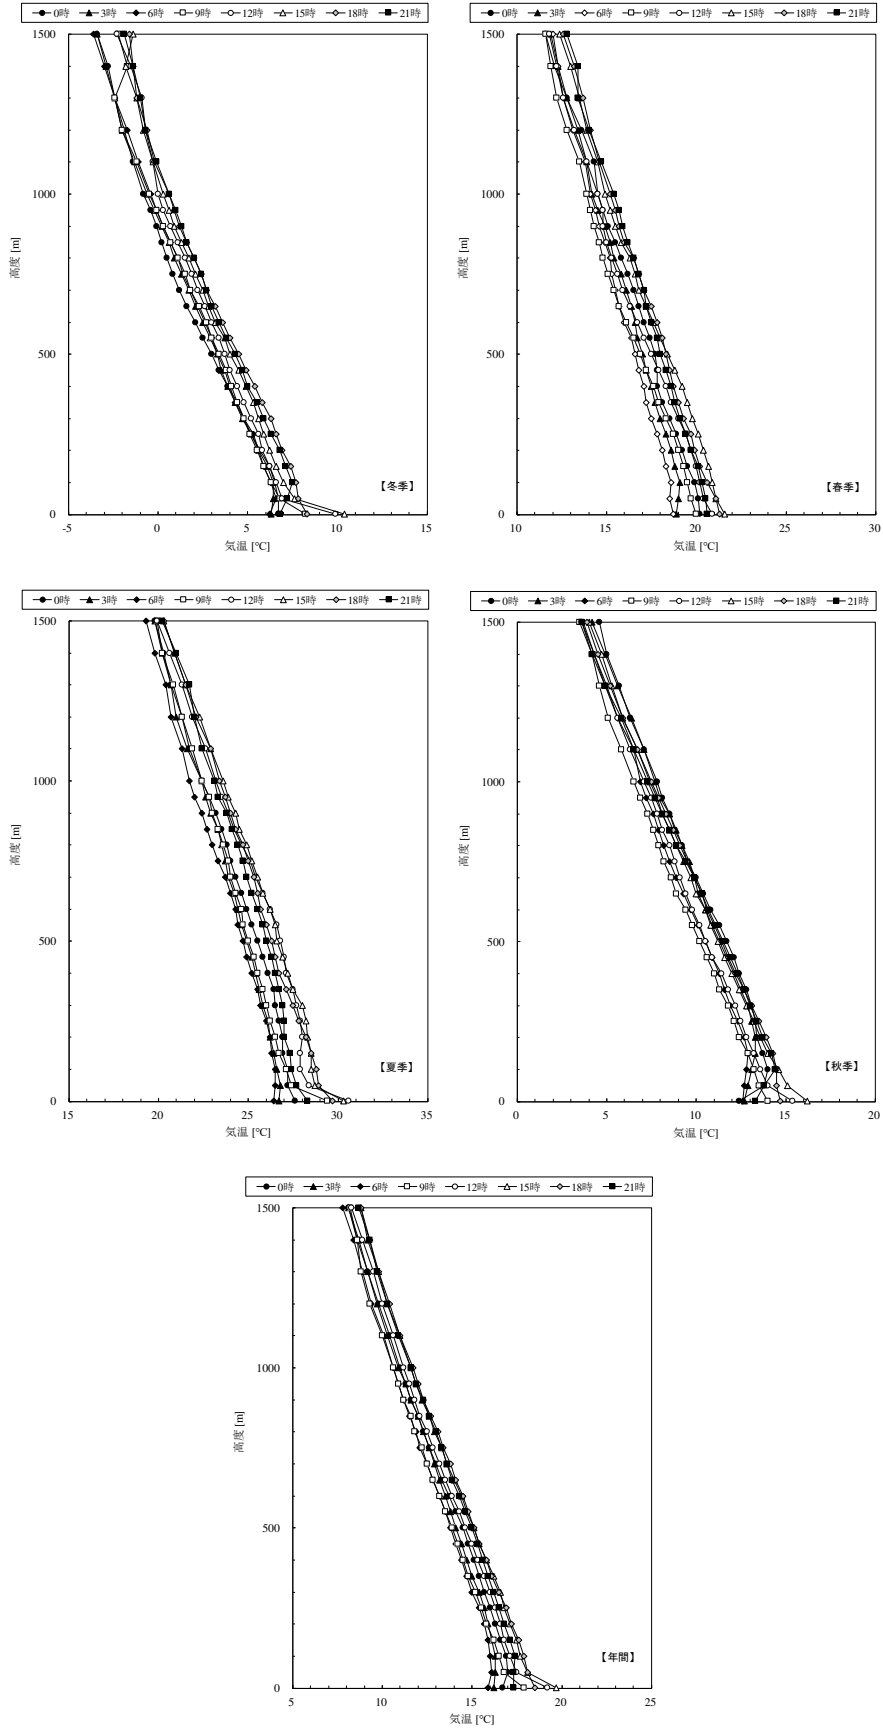 0時 3時 6時 9時 12時 15時 18時 21時
1500
1000
500
0
高度 [m]
-5 0 5 10 15
気温 [℃]
【冬季】
0時 3時 6時 9時 12時 15時 18時 21時
1500
1000
500
0
高度 [m]
10 15 20 25 30
気温 [℃]
【春季】
0時 3時 6時 9時 12時 15時 18時 21時
1500
1000
500
0
高度 [m]
15 20 25 30 35
気温 [℃]
【夏季】
0時 3時 6時 9時 12時 15時 18時 21時
1500
1000
500
0
高度 [m]
0 5 10 15 20
気温 [℃]
【秋季】
0時 3時 6時 9時 12時 15時 18時 21時
1500
1000
500
0
高度 [m]
5 10 15 20 25
気温 [℃]
【年間】